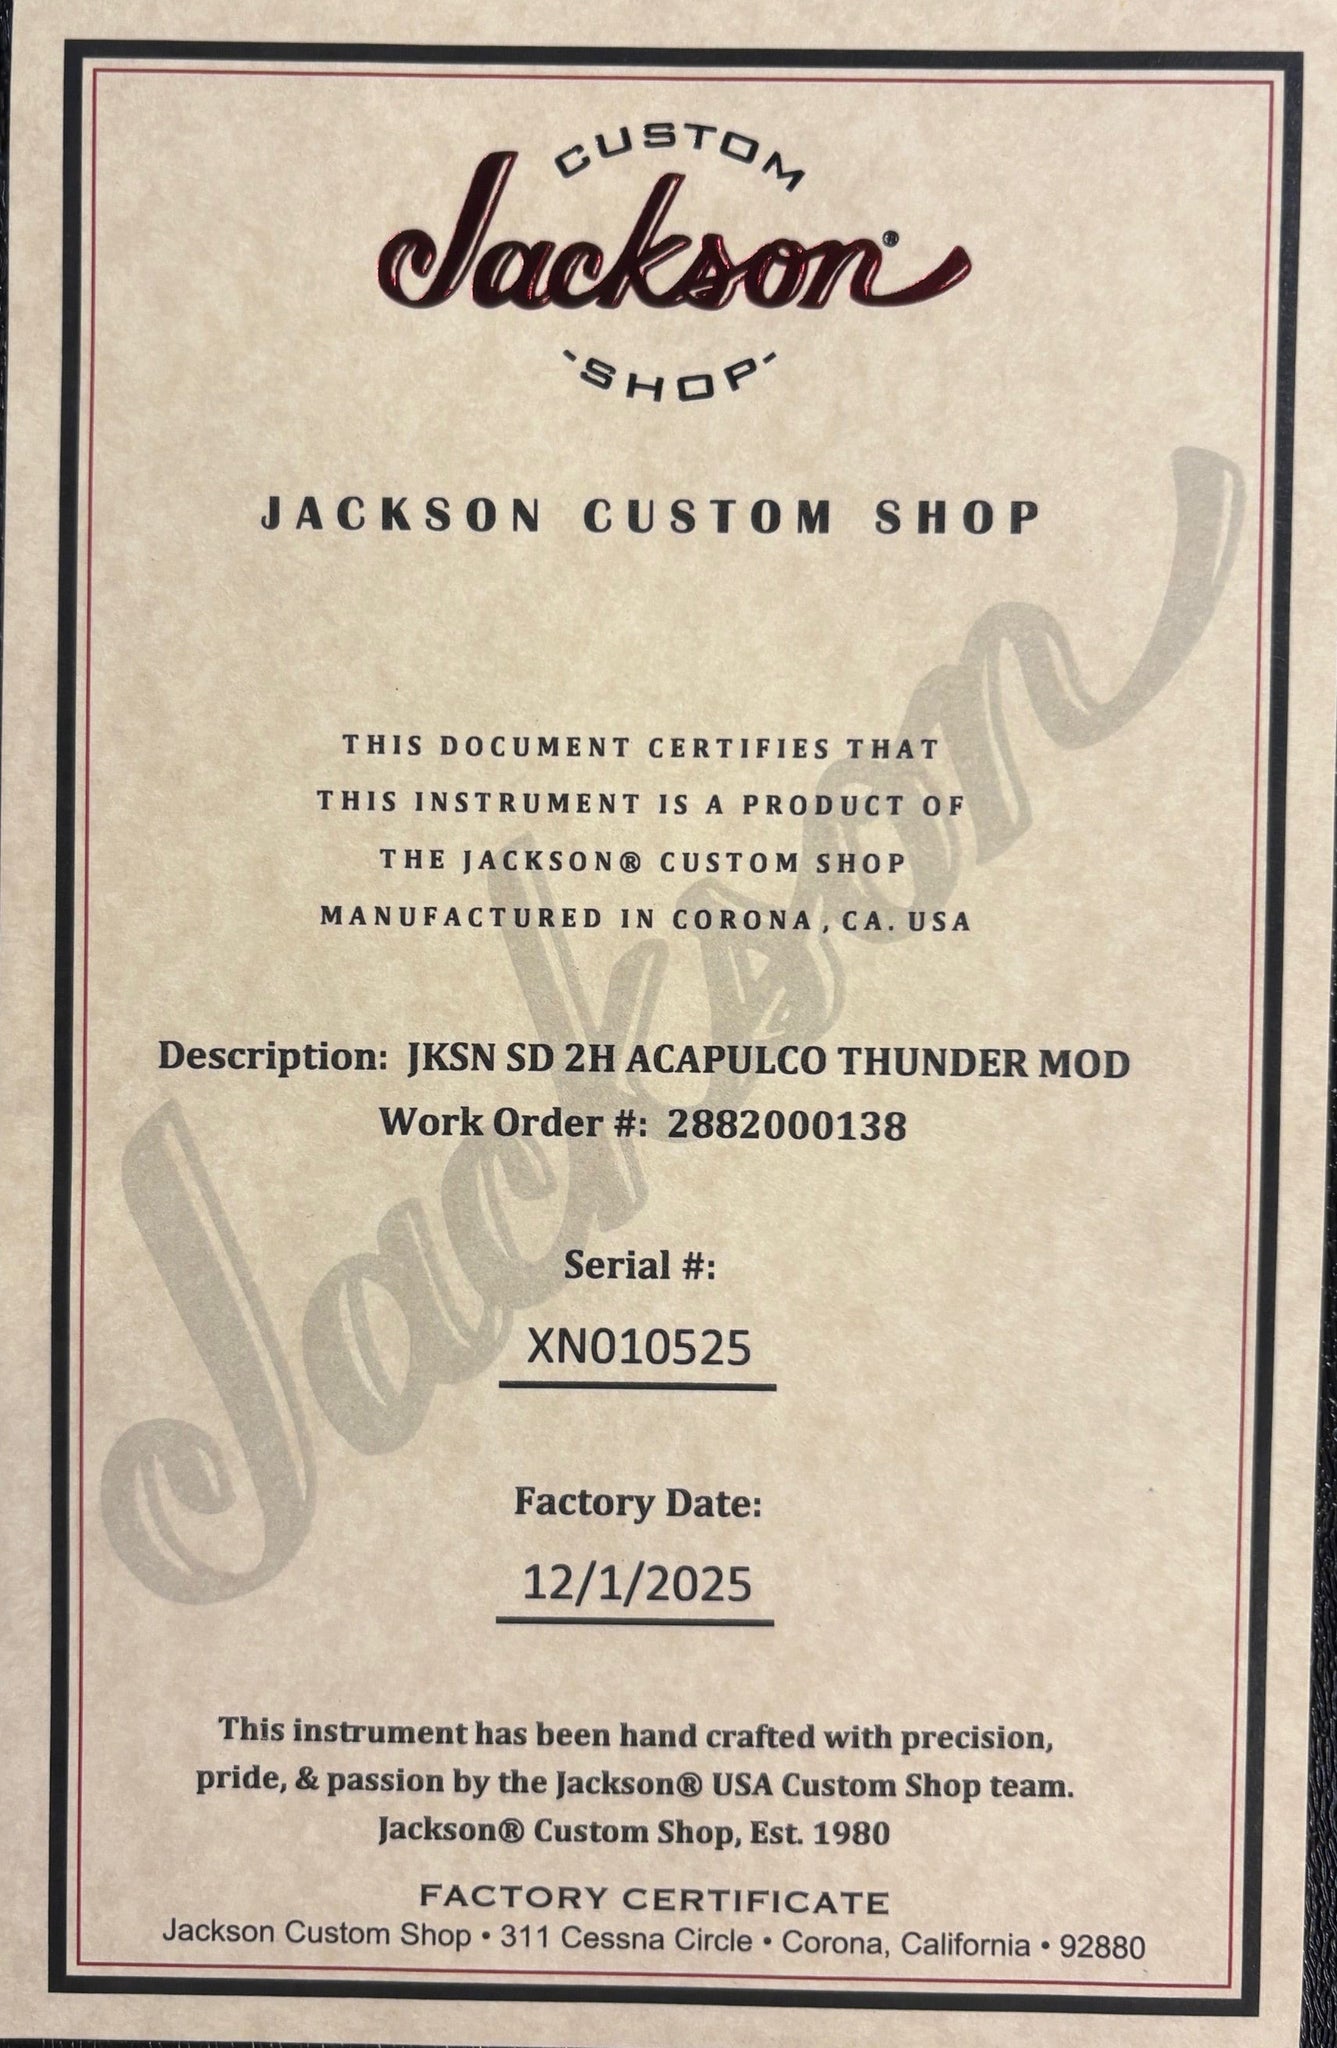 CUSTOM
Jackson®
-SHOP-
JACKSON CUSTOM SHOP
THIS DOCUMENT CERTIFIES THAT
THIS INSTRUMENT IS A PRODUCT OF
THE JACKSON® CUSTOM SHOP
MANUFACTURED IN CORONA, CA. USA
Jackson
Description: JKSN SD 2H ACAPULCO THUNDER MOD
Work Order #: 2882000138
Serial #:
XN010525
Factory Date:
12/1/2025
This instrument has been hand crafted with precision,
pride, & passion by the Jackson® USA Custom Shop team.
Jackson® Custom Shop, Est. 1980
FACTORY CERTIFICATE
Jackson Custom Shop • 311 Cessna Circle • Corona, California • 92880